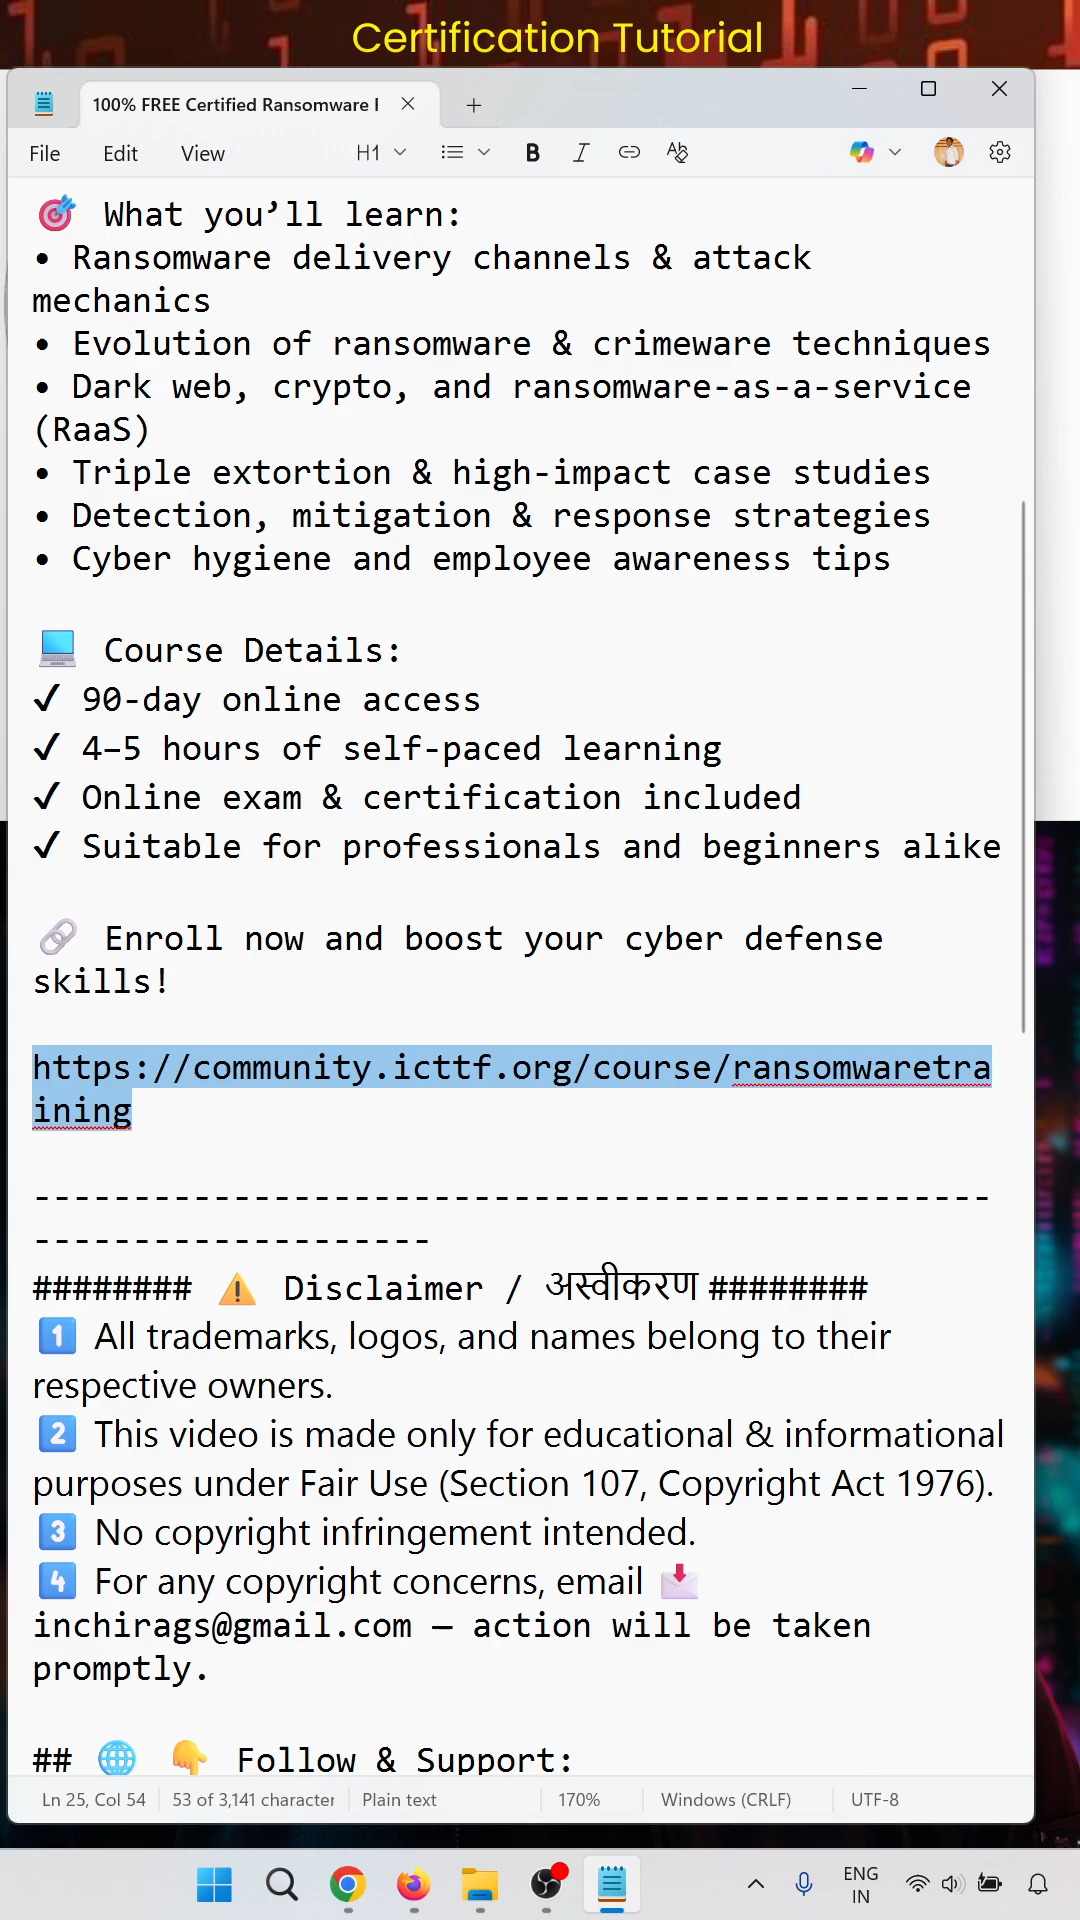 Certification Tutorial
100% FREE Certified Ransomware
File Edit View H1 B I
🎯 What you’ll learn:
• Ransomware delivery channels & attack
mechanics
• Evolution of ransomware & crimeware techniques
• Dark web, crypto, and ransomware-as-a-service
(RaaS)
• Triple extortion & high-impact case studies
• Detection, mitigation & response strategies
• Cyber hygiene and employee awareness tips
💻 Course Details:
✔ 90-day online access
✔ 4–5 hours of self-paced learning
✔ Online exam & certification included
✔ Suitable for professionals and beginners alike
🔗 Enroll now and boost your cyber defense
skills!
https://community.icttf.org/course/ransomwaretra
ining
------------------------------------------------
--------------------
######## ⚠️ Disclaimer / अस्वीकरण ########
1️⃣ All trademarks, logos, and names belong to their
respective owners.
2️⃣ This video is made only for educational & informational
purposes under Fair Use (Section 107, Copyright Act 1976).
3️⃣ No copyright infringement intended.
4️⃣ For any copyright concerns, email 📩
inchirags@gmail.com — action will be taken
promptly.
## 🌐 👇 Follow & Support:
Ln 25, Col 54 53 of 3,141 character Plain text 170% Windows (CRLF) UTF-8
ENG
IN